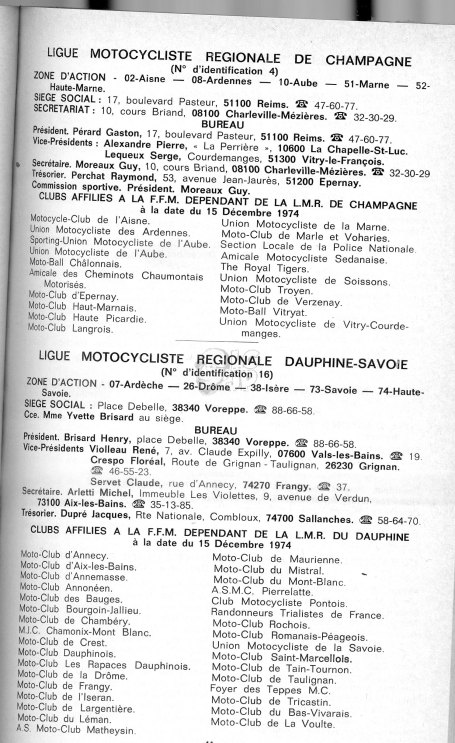 LIGUE MOTOCYCLISTE REGIONALE DE CHAMPAGNE
(N° d'identification 4)
ZONE D'ACTION - 02-Aisne — 08-Ardennes — 10-Aube — 51-Marne — 52-
Haute-Marne.
SIEGE SOCIAL : 17, boulevard Pasteur, 51100 Reims. ☎ 47-60-77.
SECRETARIAT : 10, cours Briand, 08100 Charleville-Mézières. ☎ 32-30-29.
BUREAU
Président. Pérard Gaston, 17, boulevard Pasteur, 51100 Reims. ☎ 47-60-77.
Vice-Présidents : Alexandre Pierre, « La Perrière », 10600 La Chapelle-St-Luc.
Lequeux Serge, Courdemanges, 51300 Vitry-le-François.
Secrétaire. Moreaux Guy, 10, cours Briand, 08100 Charleville-Mézières. ☎ 32-30-29
Trésorier. Perchat Raymond, 53, avenue Jean-Jaurès, 51200 Epernay.
Commission sportive. Président. Moreaux Guy.
CLUBS AFFILIES A LA F.F.M. DEPENDANT DE LA L.M.R. DE CHAMPAGNE
à la date du 15 Décembre 1974
Motocycle-Club de l'Aisne.
Union Motocycliste des Ardennes.
Sporting-Union Motocycliste de l'Aube.
Union Motocycliste de l'Aube.
Moto-Ball Châlonnais.
Amicale des Cheminots Chaumontais
Motorisés.
Moto-Club d'Epernay.
Moto-Club Haut-Marnais.
Moto-Club Haute Picardie.
Moto-Club Langrois.
Union Motocycliste de la Marne.
Moto-Club de Marle et Voharies.
Section Locale de la Police Nationale.
Amicale Motocycliste Sedanaise.
The Royal Tigers.
Union Motocycliste de Soissons.
Moto-Club Troyen.
Moto-Club de Verzenay.
Moto-Ball Vitryat.
Union Motocycliste de Vitry-Courde-
manges.
LIGUE MOTOCYCLISTE REGIONALE DAUPHINE-SAVOIE
(N° d'identification 16)
ZONE D'ACTION - 07-Ardèche — 26-Drôme — 38-Isère — 73-Savoie — 74-Haute-
Savoie.
SIEGE SOCIAL : Place Debelle, 38340 Voreppe. ☎ 88-66-58.
Cce. Mme Yvette Brisard au siège.
BUREAU
Président. Brisard Henry, place Debelle, 38340 Voreppe. ☎ 88-66-58.
Vice-Présidents Violleau René, 7, av. Claude Expilly, 07600 Vals-les-Bains. ☎ 19.
Crespo Floréal, Route de Grignan - Taulignan, 26230 Grignan.
☎ 46-55-23.
Servet Claude, rue d'Annecy, 74270 Frangy. ☎ 37.
Secrétaire. Arletti Michel, Immeuble Les Violettes, 9, avenue de Verdun,
73100 Aix-les-Bains. ☎ 35-13-85.
Trésorier. Dupré Jacques, Rte Nationale, Combloux, 74700 Sallanches. ☎ 58-64-70.
CLUBS AFFILIES A LA F.F.M. DEPENDANT DE LA L.M.R. DU DAUPHINE
à la date du 15 Décembre 1974
Moto-Club d'Annecy.
Moto-Club d'Aix-les-Bains.
Moto-Club d'Annemasse.
Moto-Club Annonéen.
Moto-Club des Bauges.
Moto-Club Bourgoin-Jallieu.
Moto-Club de Chambéry.
M.J.C. Chamonix-Mont Blanc.
Moto-Club de Crest.
Moto-Club Dauphinois.
Moto-Club Les Rapaces Dauphinois.
Moto-Club de la Drôme.
Moto-Club de Frangy.
Moto-Club de l'Iseran.
Moto-Club de Largentière.
Moto-Club du Léman.
A.S. Moto-Club Matheysin.
Moto-Club de Maurienne.
Moto-Club du Mistral.
Moto-Club du Mont-Blanc.
A.S.M.C. Pierrelatte.
Club Motocycliste Pontois.
Randonneurs Trialistes de France.
Moto-Club Rochois.
Moto-Club Romanais-Péageois.
Union Motocycliste de la Savoie.
Moto-Club Saint-Marcellois.
Moto-Club de Tain-Tournon.
Moto-Club de Taulignan.
Foyer des Teppes M.C.
Moto-Club de Tricastin.
Moto-Club du Bas-Vivarais.
Moto-Club de La Voulte.